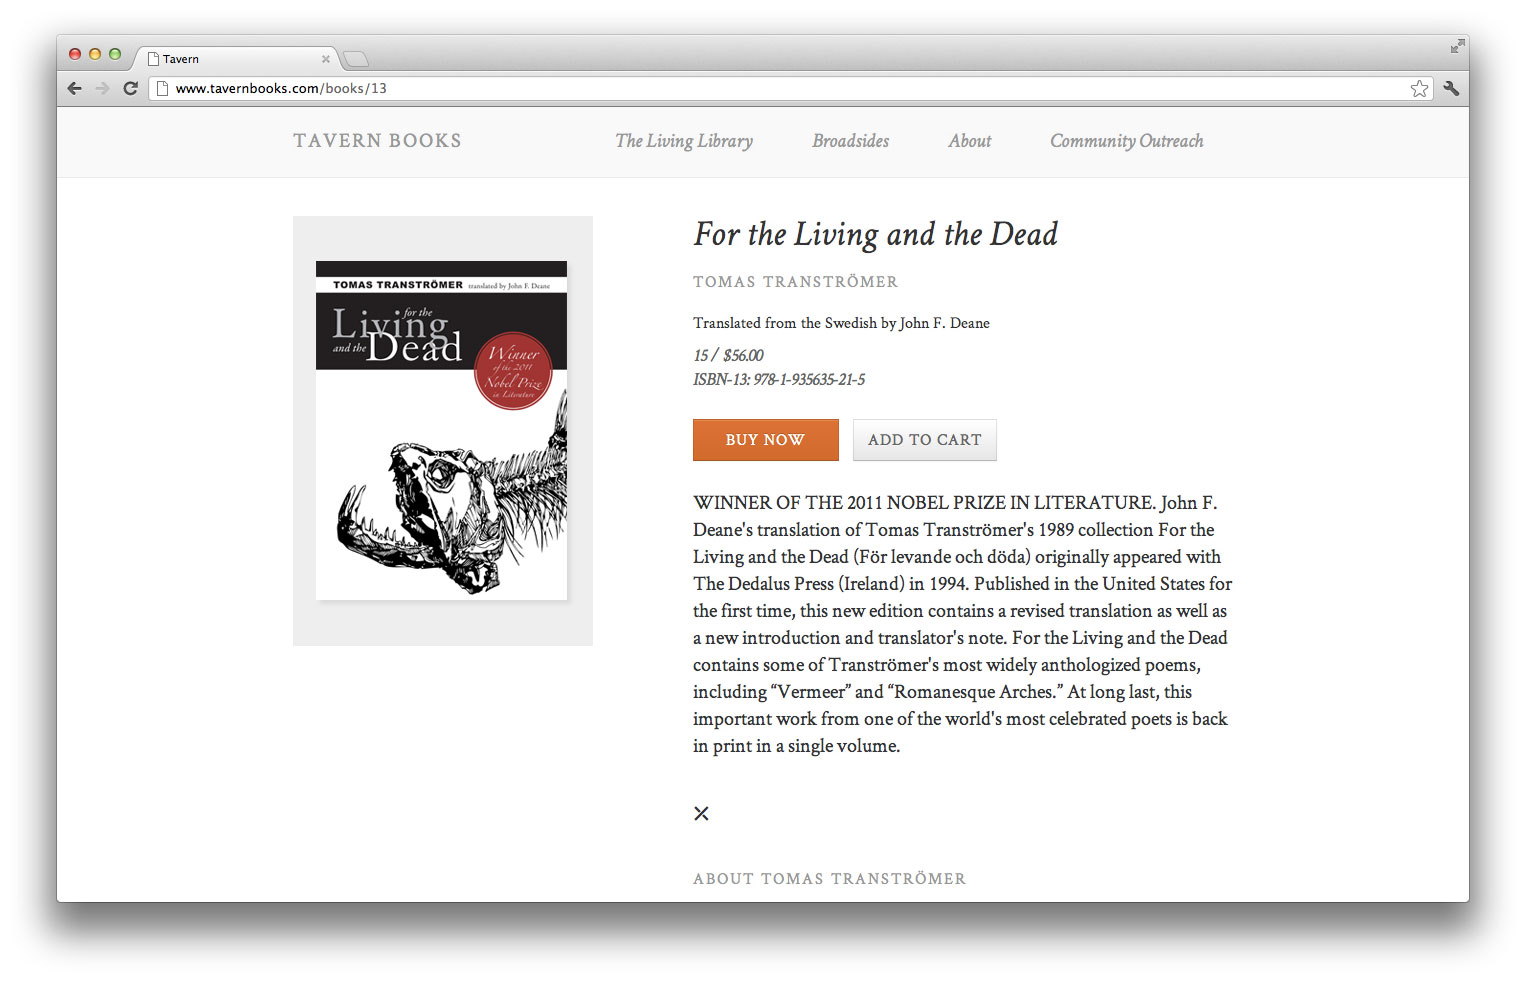 Tavern
www.tavernbooks.com/books/13
TAVERN BOOKS
The Living Library
Broadsides
About
Community Outreach
TOMAS TRANSTRÖMER translated by John F. Deane
for the
Living
and the Dead
Winner
of the 2011
Nobel Prize
in Literature
For the Living and the Dead
TOMAS TRANSTRÖMER
Translated from the Swedish by John F. Deane
15 / $56.00
ISBN-13: 978-1-935635-21-5
BUY NOW
ADD TO CART
WINNER OF THE 2011 NOBEL PRIZE IN LITERATURE. John F.
Deane's translation of Tomas Tranströmer's 1989 collection For the
Living and the Dead (För levande och döda) originally appeared with
The Dedalus Press (Ireland) in 1994. Published in the United States for
the first time, this new edition contains a revised translation as well as
a new introduction and translator's note. For the Living and the Dead
contains some of Tranströmer's most widely anthologized poems,
including “Vermeer” and “Romanesque Arches.” At long last, this
important work from one of the world's most celebrated poets is back
in print in a single volume.
ABOUT TOMAS TRANSTRÖMER